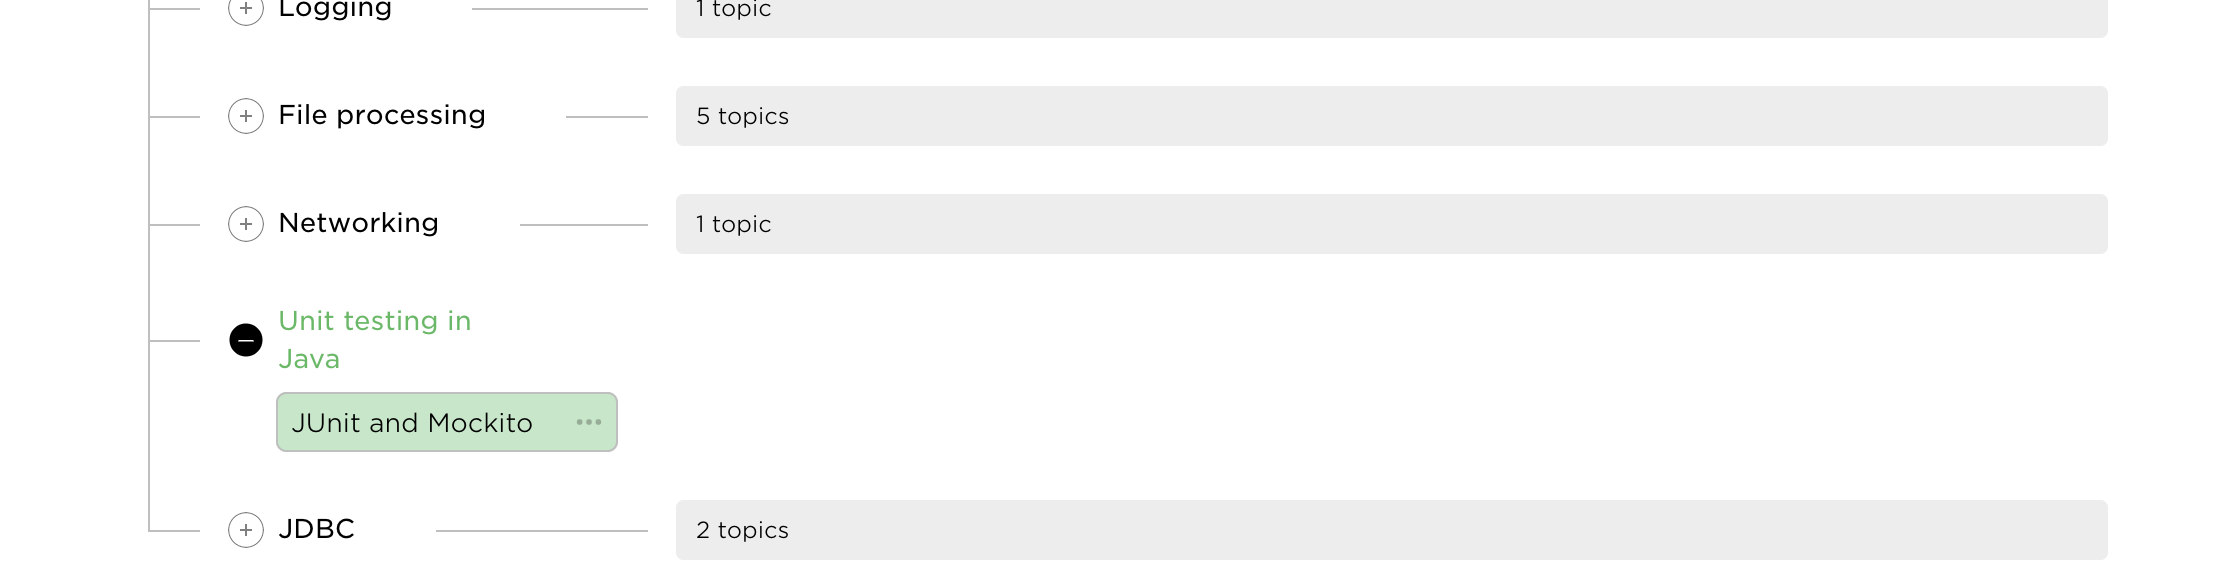 Logging
1 topic
File processing
5 topics
Networking
1 topic
Unit testing in
Java
JUnit and Mockito
JDBC
2 topics